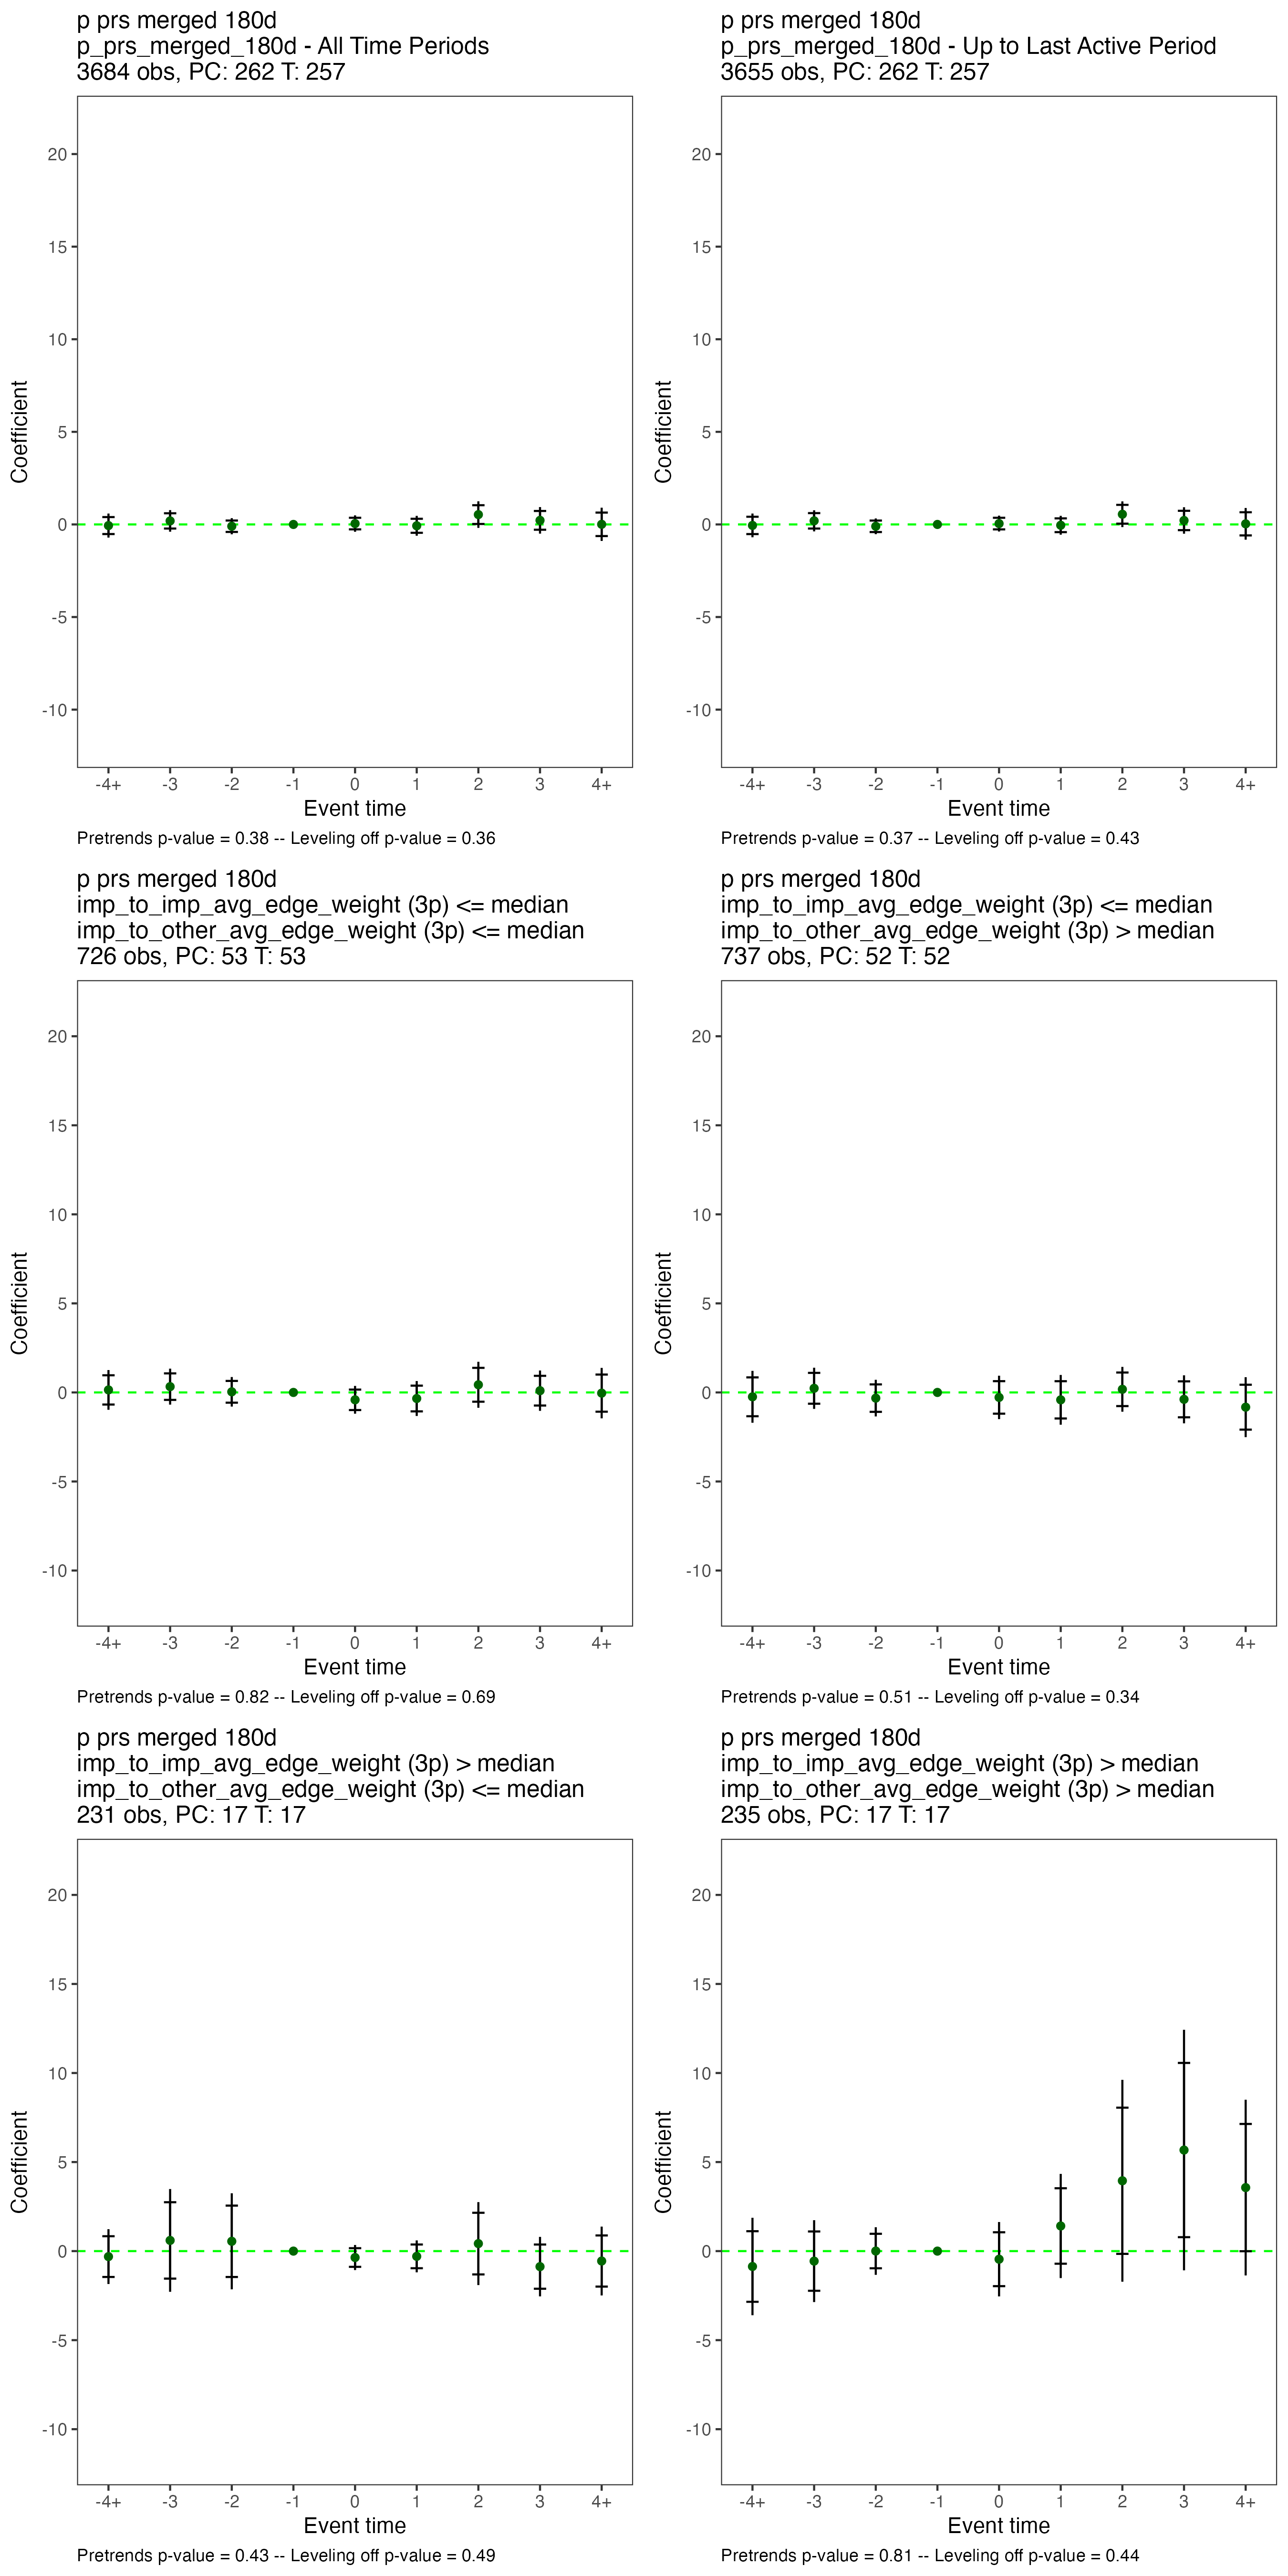 p prs merged 180d
p_prs_merged_180d - All Time Periods
3684 obs, PC: 262 T: 257
20
15
10
5
0
-5
-10
Coefficient
-4+ -3 -2 -1 0 1 2 3 4+
Event time
Pretrends p-value = 0.38 -- Leveling off p-value = 0.36
p prs merged 180d
p_prs_merged_180d - Up to Last Active Period
3655 obs, PC: 262 T: 257
20
15
10
5
0
-5
-10
Coefficient
-4+ -3 -2 -1 0 1 2 3 4+
Event time
Pretrends p-value = 0.37 -- Leveling off p-value = 0.43
p prs merged 180d
imp_to_imp_avg_edge_weight (3p) <= median
imp_to_other_avg_edge_weight (3p) <= median
726 obs, PC: 53 T: 53
20
15
10
5
0
-5
-10
Coefficient
-4+ -3 -2 -1 0 1 2 3 4+
Event time
Pretrends p-value = 0.82 -- Leveling off p-value = 0.69
p prs merged 180d
imp_to_imp_avg_edge_weight (3p) <= median
imp_to_other_avg_edge_weight (3p) > median
737 obs, PC: 52 T: 52
20
15
10
5
0
-5
-10
Coefficient
-4+ -3 -2 -1 0 1 2 3 4+
Event time
Pretrends p-value = 0.51 -- Leveling off p-value = 0.34
p prs merged 180d
imp_to_imp_avg_edge_weight (3p) > median
imp_to_other_avg_edge_weight (3p) <= median
231 obs, PC: 17 T: 17
20
15
10
5
0
-5
-10
Coefficient
-4+ -3 -2 -1 0 1 2 3 4+
Event time
Pretrends p-value = 0.43 -- Leveling off p-value = 0.49
p prs merged 180d
imp_to_imp_avg_edge_weight (3p) > median
imp_to_other_avg_edge_weight (3p) > median
235 obs, PC: 17 T: 17
20
15
10
5
0
-5
-10
Coefficient
-4+ -3 -2 -1 0 1 2 3 4+
Event time
Pretrends p-value = 0.81 -- Leveling off p-value = 0.44